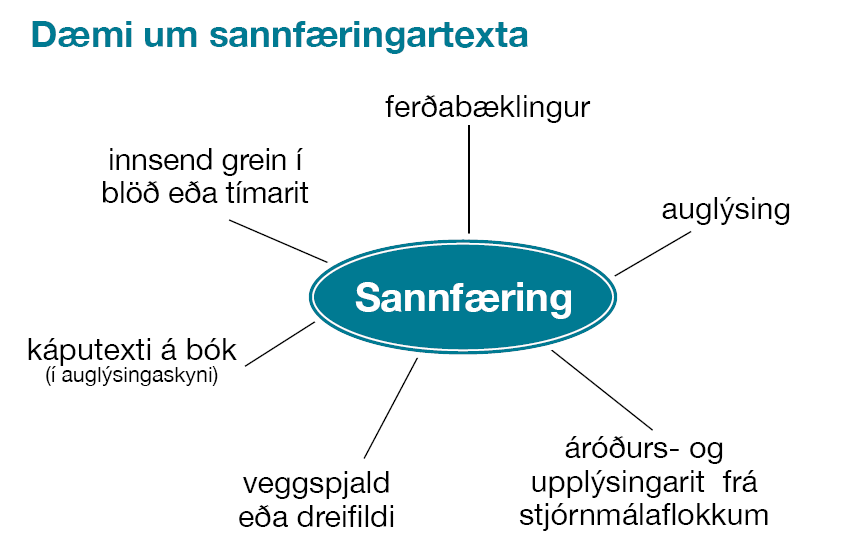 Dæmi um sannfæringartexta
ferðabæklingur
innsend grein í
blöð eða tímarit
auglýsing
Sannfæring
káputexti á bók
(í auglýsingaskyni)
veggspjald
eða dreifildi
áróðurs- og
upplýsingarit frá
stjórnmálaflokkum